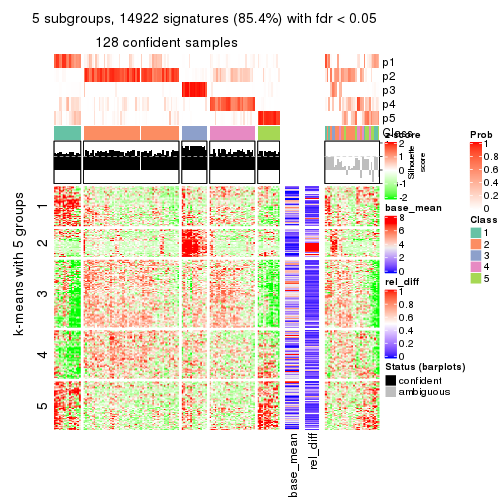 5 subgroups, 14922 signatures (85.4%) with fdr < 0.05
128 confident samples
p1
p2
p3
p4
p5
Class
Silhouette
score
k-means with 5 groups
1
2
3
4
5
base_mean
rel_diff
z-score
2
1
0
-1
-2
base_mean
8
6
4
2
0
rel_diff
1
0.8
0.6
0.4
0.2
0
Status (barplots)
confident
ambiguous
Prob
1
0.8
0.6
0.4
0.2
0
Class
1
2
3
4
5